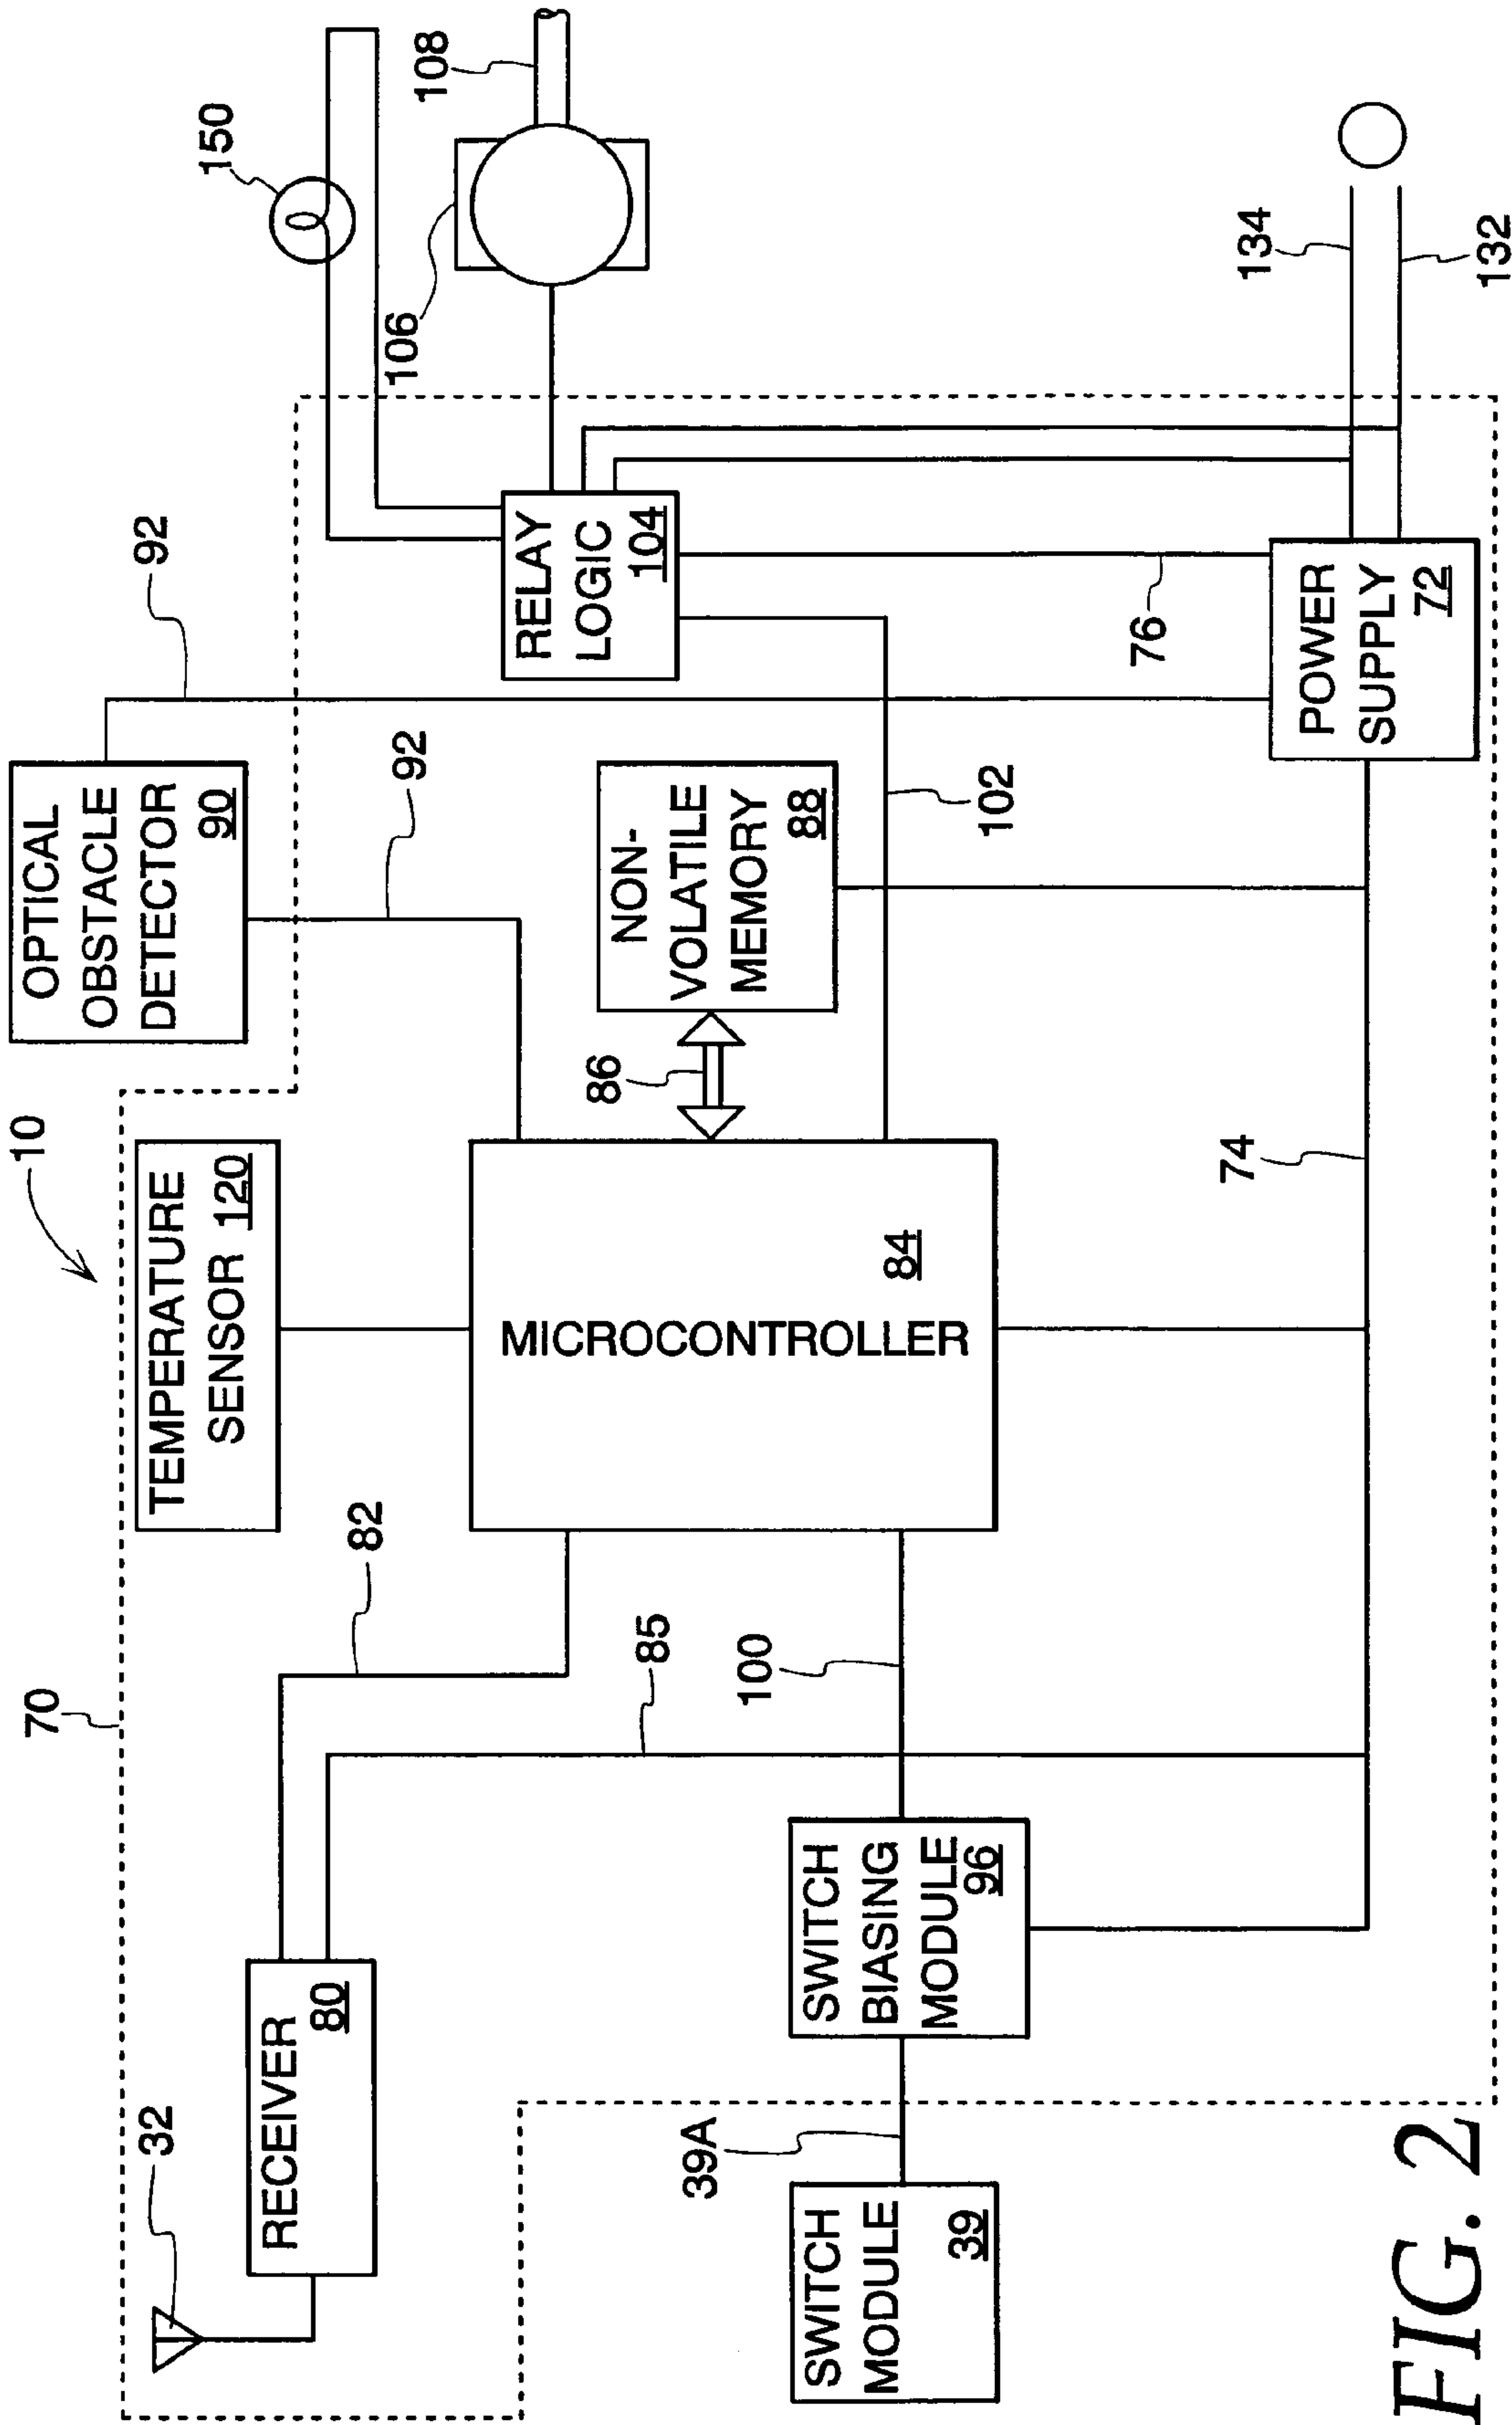 10
70
32
RECEIVER
80
82
85
TEMPERATURE
SENSOR 120
OPTICAL
OBSTACLE
DETECTOR
90
92
92
150
108
106
RELAY
LOGIC
104
NON-
VOLATILE
MEMORY
88
86
MICROCONTROLLER
84
102
100
SWITCH
BIASING
MODULE
96
39A
SWITCH
MODULE
39
76
74
POWER
SUPPLY
72
134
132
FIG. 2